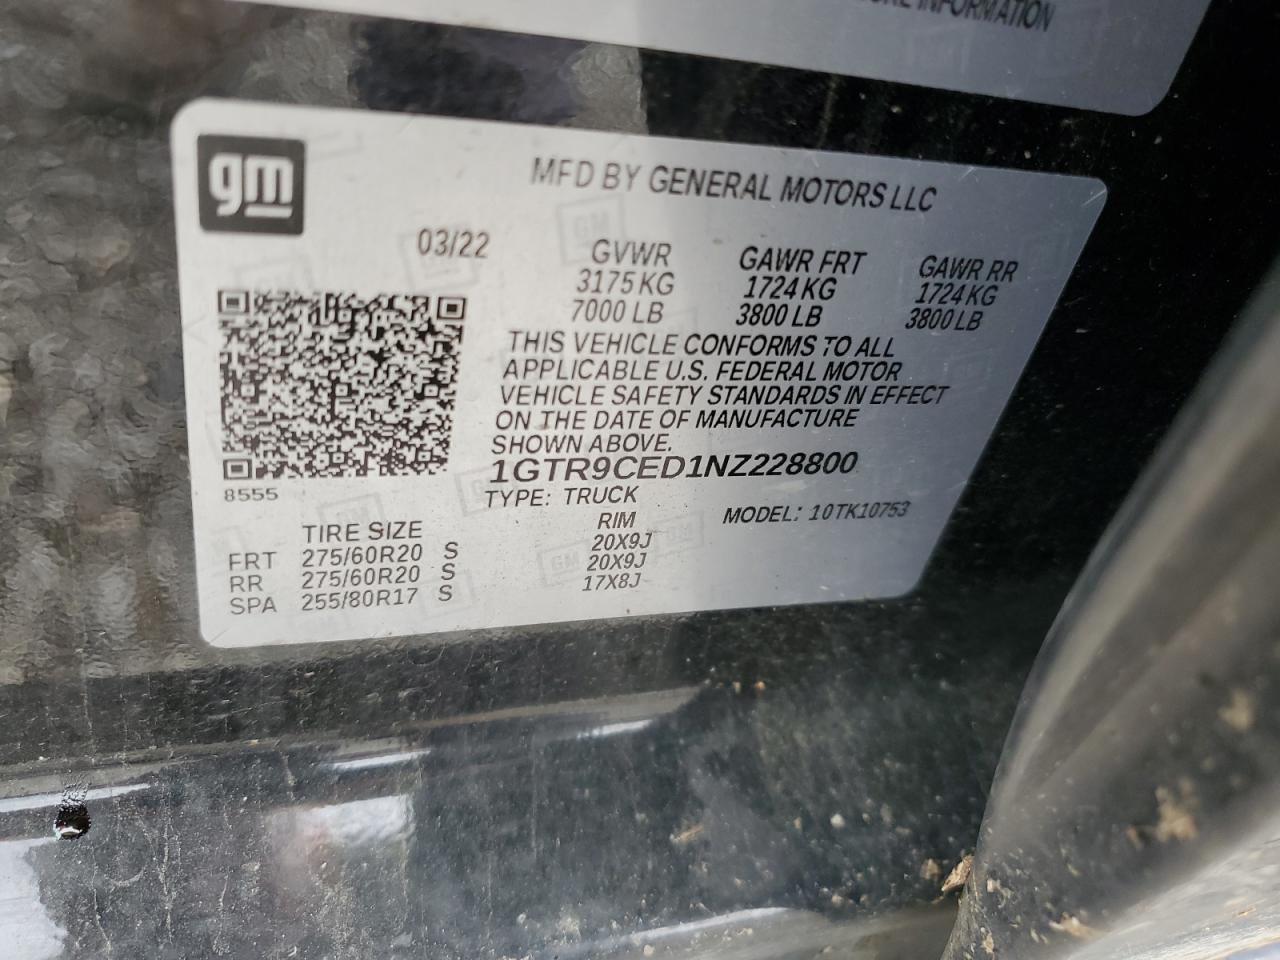 INFORMATION
gm
MFD BY GENERAL MOTORS LLC
03/22
GVWR GAWR FRT GAWR RR
3175 KG 1724 KG 1724 KG
7000 LB 3800 LB 3800 LB
THIS VEHICLE CONFORMS TO ALL
APPLICABLE U.S. FEDERAL MOTOR
VEHICLE SAFETY STANDARDS IN EFFECT
ON THE DATE OF MANUFACTURE
SHOWN ABOVE.
1GTR9CED1NZ228800
8555
TYPE: TRUCK
MODEL: 10TK10753
TIRE SIZE RIM
FRT 275/60R20 S 20X9J
RR 275/60R20 S 20X9J
SPA 255/80R17 S 17X8J